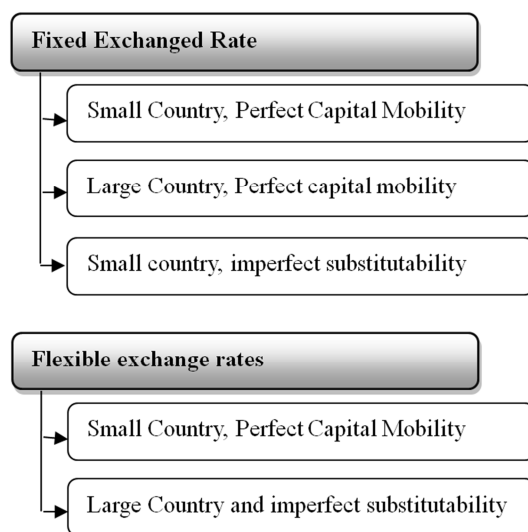 Fixed Exchanged Rate
Small Country, Perfect Capital Mobility
Large Country, Perfect capital mobility
Small country, imperfect substitutability
Flexible exchange rates
Small Country, Perfect Capital Mobility
Large Country and imperfect substitutability